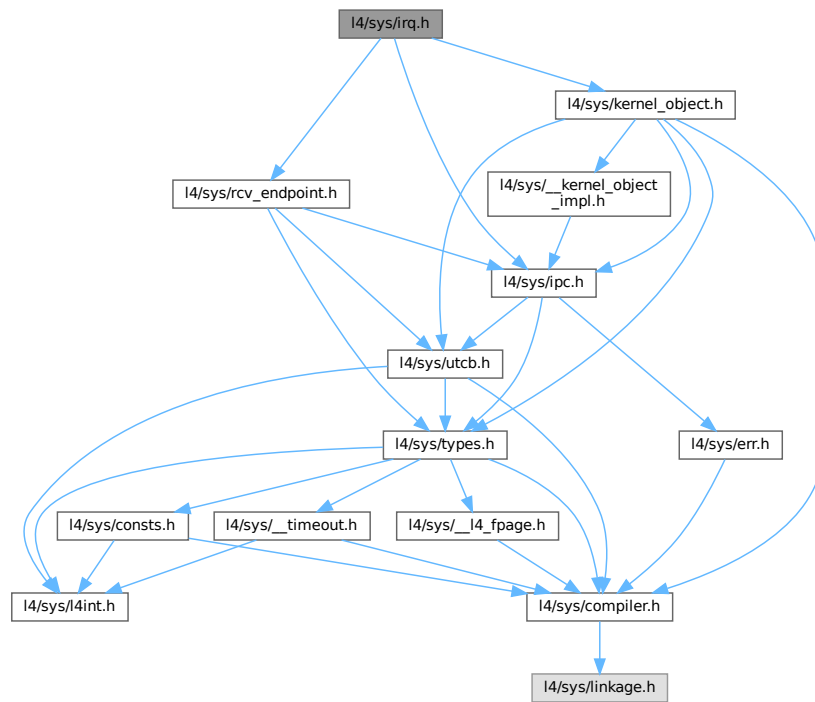 l4/sys/irq.h
l4/sys/kernel_object.h
l4/sys/rcv_endpoint.h
l4/sys/__kernel_object
_impl.h
l4/sys/ipc.h
l4/sys/utcb.h
l4/sys/types.h
l4/sys/err.h
l4/sys/consts.h
l4/sys/__timeout.h
l4/sys/__l4_fpage.h
l4/sys/l4int.h
l4/sys/compiler.h
l4/sys/linkage.h